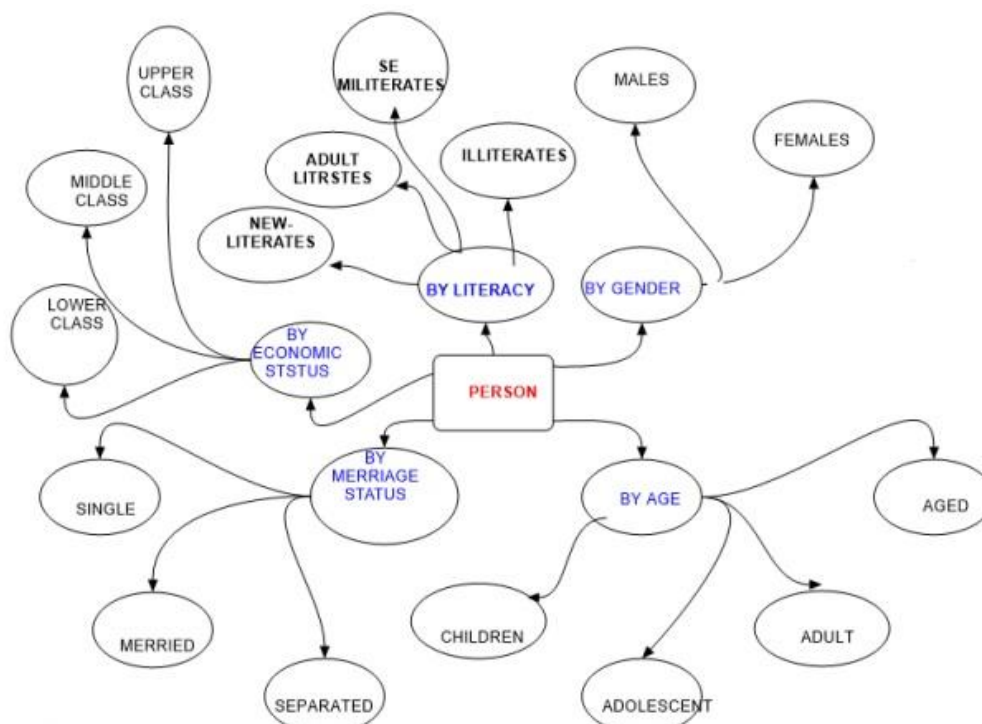 UPPER
CLASS
SE
MILITERATES
MALES
FEMALES
ADULT
LITRSTES
ILLITERATES
MIDDLE
CLASS
NEW-
LITERATES
BY LITERACY
BY GENDER
LOWER
CLASS
BY
ECONOMIC
STSTUS
PERSON
BY
MERRIAGE
STATUS
BY AGE
SINGLE
AGED
MERRIED
CHILDREN
ADULT
SEPARATED
ADOLESCENT